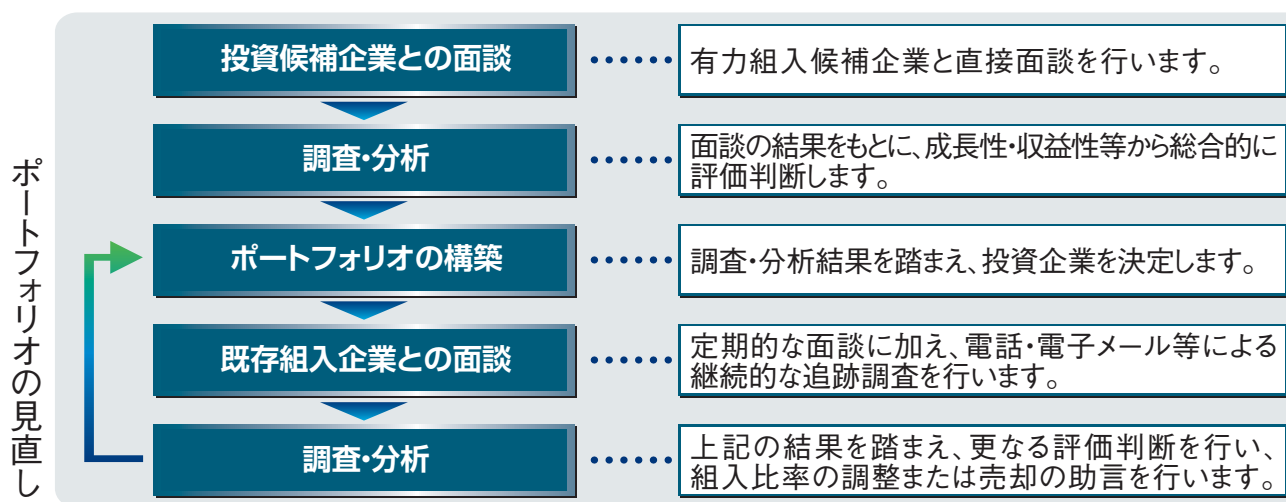 投資候補企業との面談
有力組入候補企業と直接面談を行います。
調査・分析
面談の結果をもとに、成長性・収益性等から総合的に
評価判断します。
ポートフォリオの構築
調査・分析結果を踏まえ、投資企業を決定します。
既存組入企業との面談
定期的な面談に加え、電話・電子メール等による
継続的な追跡調査を行います。
調査・分析
上記の結果を踏まえ、更なる評価判断を行い、
組入比率の調整または売却の助言を行います。
ポートフォリオの見直し